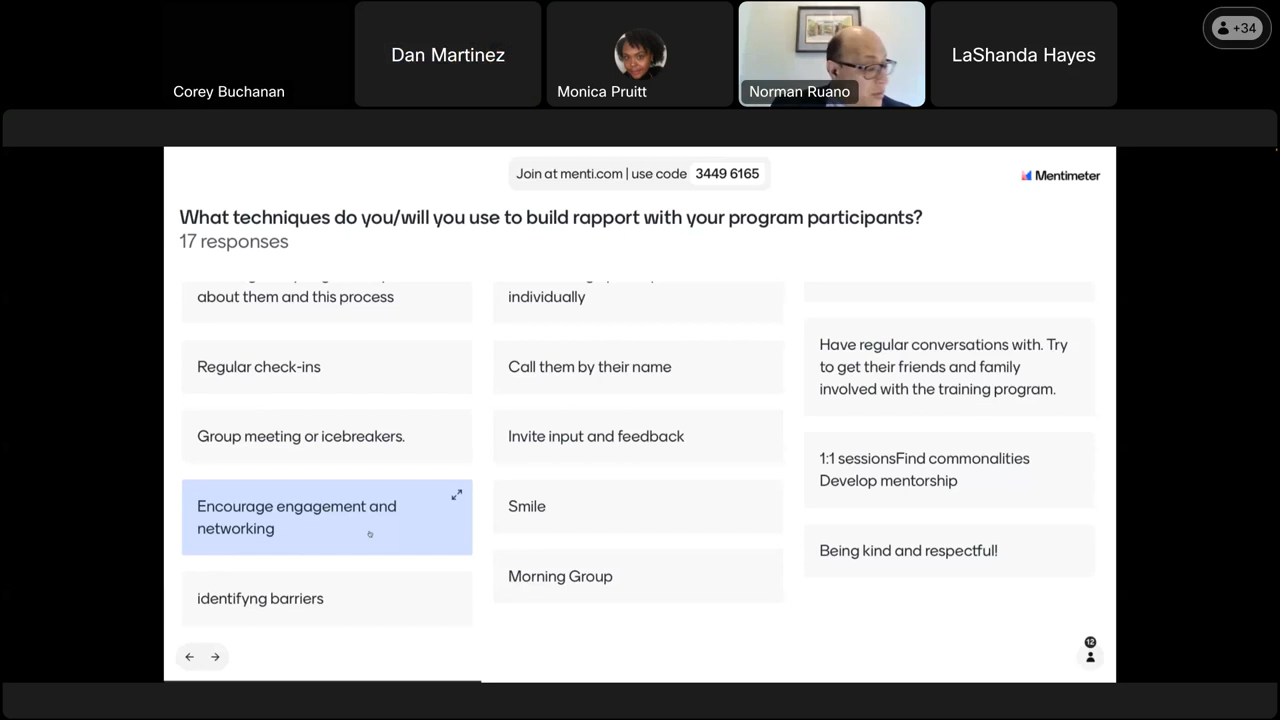 Corey Buchanan
Dan Martinez
Monica Pruitt
Norman Ruano
LaShanda Hayes
+34
Join at menti.com | use code 3449 6165
Mentimeter
What techniques do you/will you use to build rapport with your program participants?
17 responses
about them and this process
Regular check-ins
Group meeting or icebreakers.
Encourage engagement and
networking
identifyng barriers
individually
Call them by their name
Invite input and feedback
Smile
Morning Group
Have regular conversations with. Try
to get their friends and family
involved with the training program.
1:1 sessionsFind commonalities
Develop mentorship
Being kind and respectful!
12